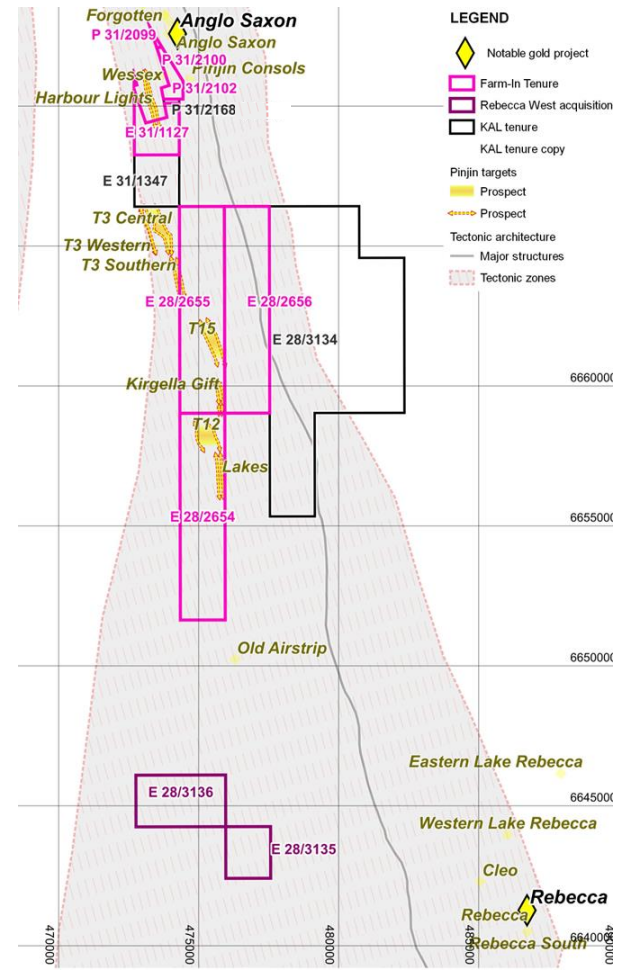 Forgotten
Anglo Saxon
P 31/2099
Anglo Saxon
P 31/2100
Wessex
Pinjin Consols
P 31/2102
Harbour Lights
P 31/2168
E 31/1127
E 31/1347
T3 Central
T3 Western
T3 Southern
E 28/2655
E 28/2656
T15
E 28/3134
Kirgella Gift
6660000
T12
Lakes
E 28/2654
6655000
Old Airstrip
6650000
Eastern Lake Rebecca
E 28/3136
6645000
Western Lake Rebecca
E 28/3135
Cleo
Rebecca
Rebecca
Rebecca South
470000
475000
480000
LEGEND
Notable gold project
Farm-In Tenure
Rebecca West acquisition
KAL tenure
KAL tenure copy
Pinjin targets
Prospect
Prospect
Tectonic architecture
Major structures
Tectonic zones